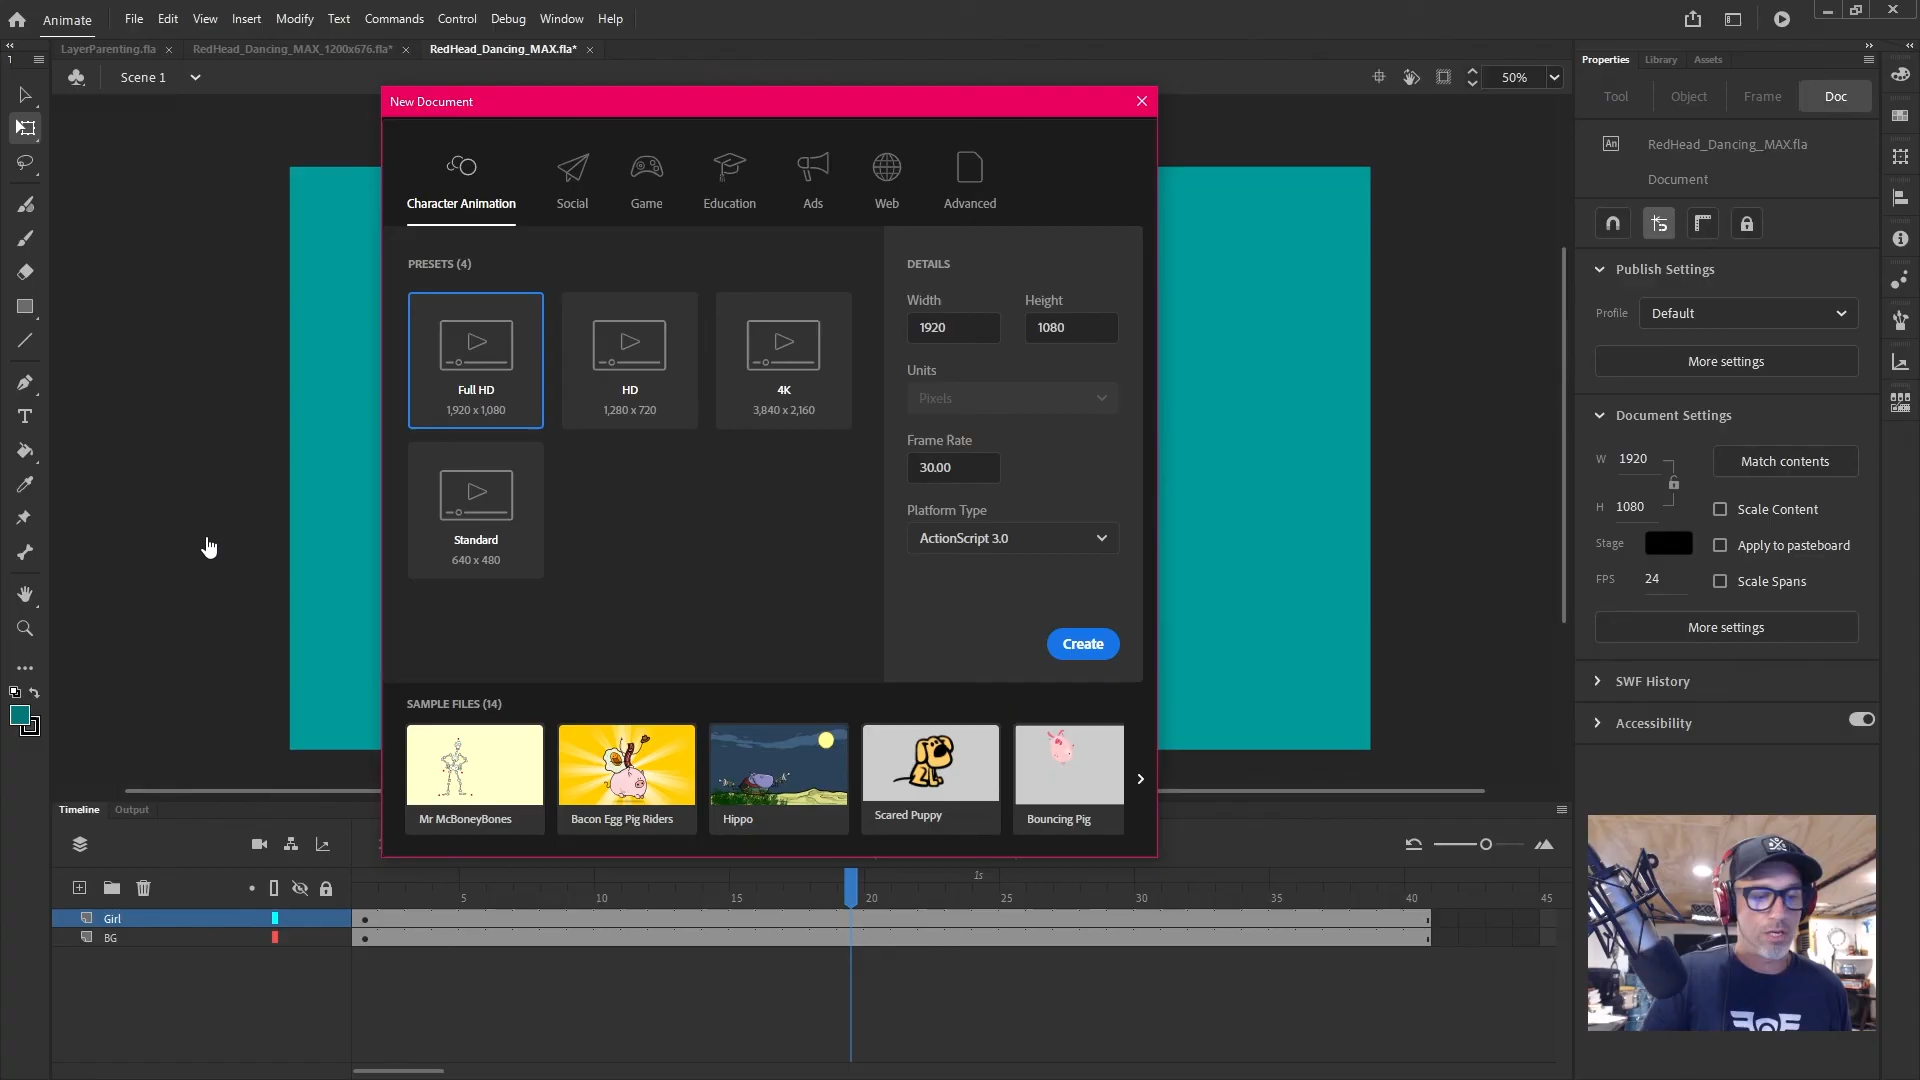 Animate
File Edit View Insert Modify Text Commands Control Debug Window Help
LayerParenting.fla
RedHead_Dancing_MAX_1200x676.fla*
RedHead_Dancing_MAX.fla*
Scene 1
50%
New Document
Character Animation
Social
Game
Education
Ads
Web
Advanced
PRESETS (4)
Full HD
1,920 x 1,080
HD
1,280 x 720
4K
3,840 x 2,160
Standard
640 x 480
DETAILS
Width
Height
1920
1080
Units
Pixels
Frame Rate
30.00
Platform Type
ActionScript 3.0
Create
SAMPLE FILES (14)
Mr McBoneyBones
Bacon Egg Pig Riders
Hippo
Scared Puppy
Bouncing Pig
Properties
Library
Assets
Tool
Object
Frame
Doc
An
RedHead_Dancing_MAX.fla
Document
Publish Settings
Profile
Default
More settings
Document Settings
W 1920
Match contents
H 1080
Scale Content
Stage
Apply to pasteboard
FPS 24
Scale Spans
More settings
SWF History
Accessibility
Timeline
Output
1s
5 10 15 20 25 30 35 40 45
Girl
BG